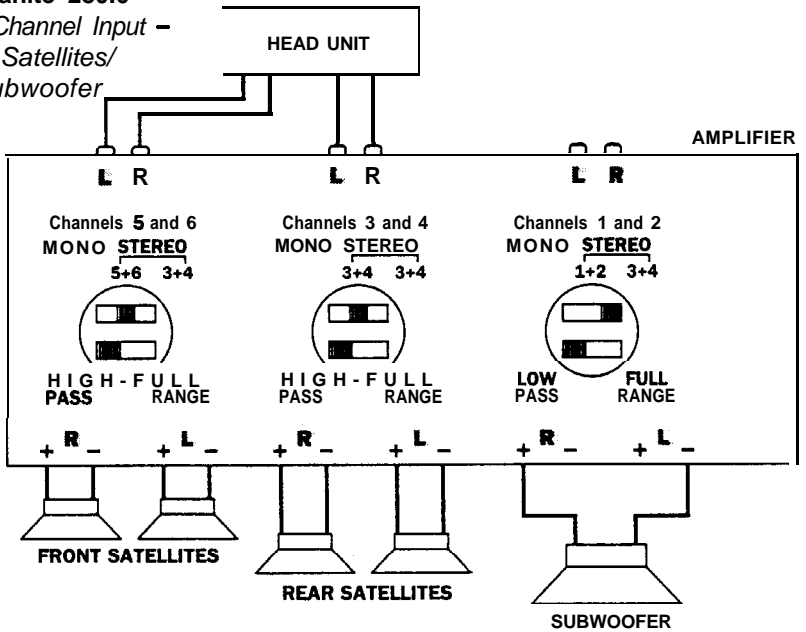 Channel Input –
Satellites/
HEAD UNIT
AMPLIFIER
L R
L R
L R
Channels 5 and 6
MONO STEREO
5+6 3+4
HIGH-FULL
PASS RANGE
Channels 3 and 4
MONO STEREO
3+4 3+4
HIGH-FULL
PASS RANGE
Channels 1 and 2
MONO STEREO
1+2 3+4
LOW FULL
PASS RANGE
+ R – + L –
+ R – + L –
+ R – + L –
FRONT SATELLITES
REAR SATELLITES
SUBWOOFER